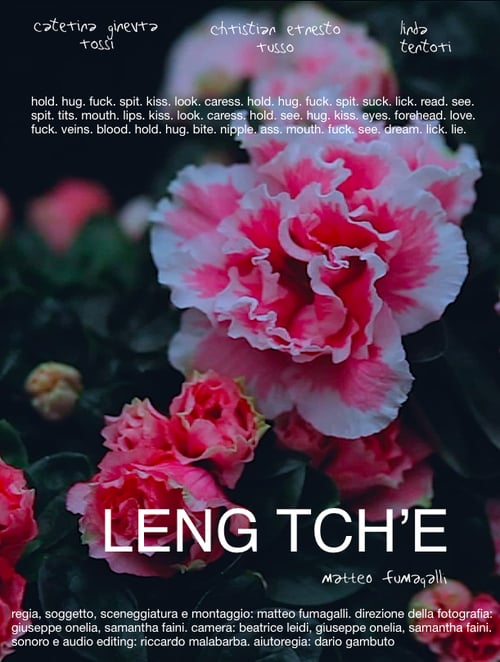 caterina ginevra christian ernesto linda
rossi russo tentori
hold. hug. fuck. spit. kiss. look. caress. hold. hug. fuck. spit. suck. lick. read. see.
spit. tits. mouth. lips. kiss. look. caress. hold. see. hug. kiss. eyes. forehead. love.
fuck. veins. blood. hold. hug. bite. nipple. ass. mouth. fuck. see. dream. lick. lie.
LENG TCH'E
matteo fumagalli
regia, soggetto, sceneggiatura e montaggio: matteo fumagalli. direzione della fotografia:
giuseppe onelia, samantha faini. camera: beatrice leidi, giuseppe onelia, samantha faini.
sonoro e audio editing: riccardo malabarba. aiutoregia: dario gambuto